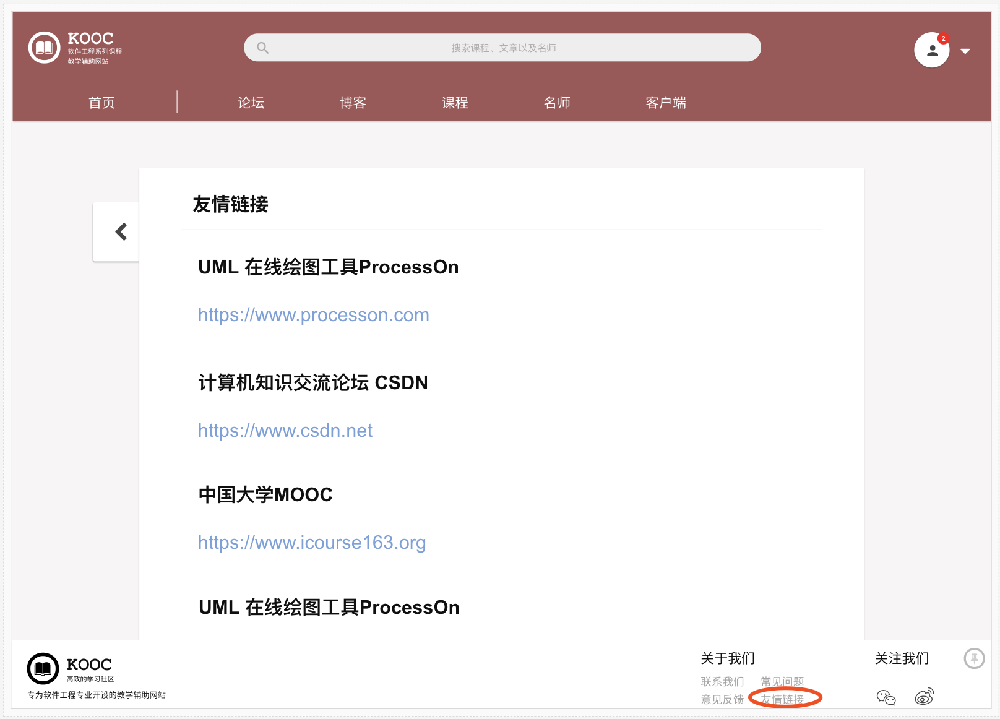 KOOC
软件工程系列课程
教学辅助网站
搜索课程、文章以及名师
2
首页
论坛
博客
课程
名师
客户端
友情链接
UML 在线绘图工具ProcessOn
https://www.processon.com
计算机知识交流论坛 CSDN
https://www.csdn.net
中国大学MOOC
https://www.icourse163.org
UML 在线绘图工具ProcessOn
KOOC
高效的学习社区
专为软件工程专业开设的教学辅助网站
关于我们
联系我们 常见问题
意见反馈 友情链接
关注我们